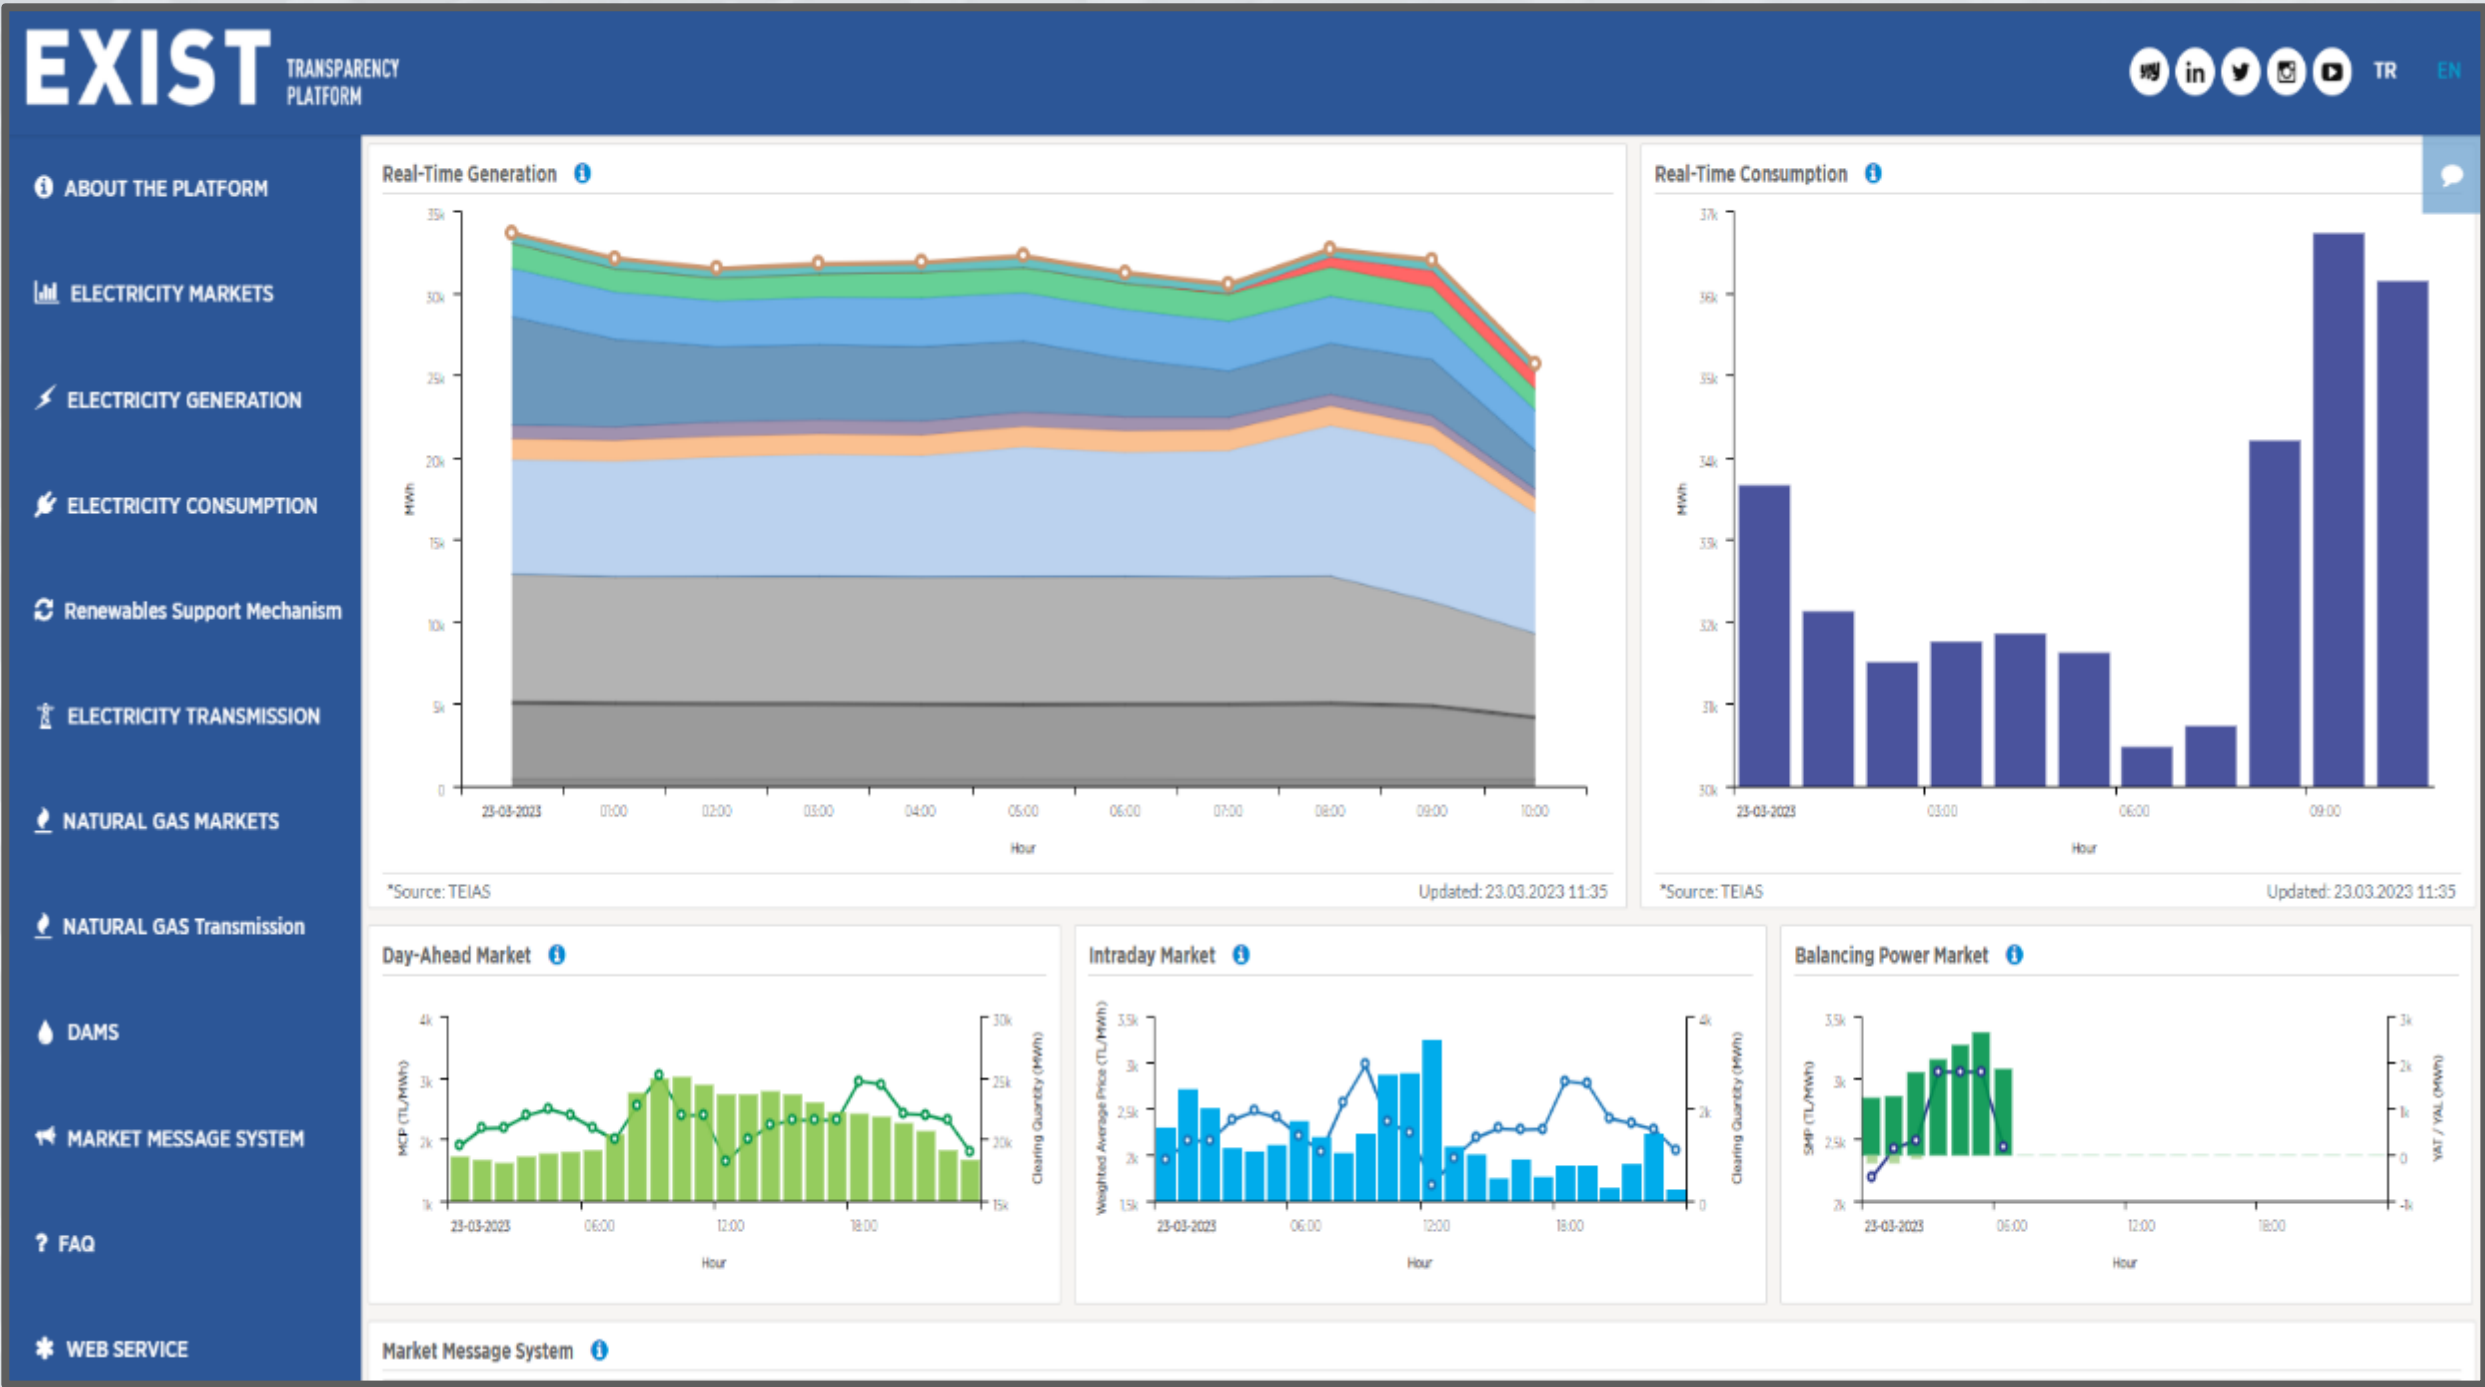 EXIST
TRANSPARENCY
PLATFORM
in
TR
EN
ABOUT THE PLATFORM
ELECTRICITY MARKETS
ELECTRICITY GENERATION
ELECTRICITY CONSUMPTION
Renewables Support Mechanism
ELECTRICITY TRANSMISSION
NATURAL GAS MARKETS
NATURAL GAS Transmission
DAMS
MARKET MESSAGE SYSTEM
? FAQ
WEB SERVICE
Real-Time Generation
35k
30k
25k
20k
15k
10k
5k
0
MWh
23-03-2023 01:00 02:00 03:00 04:00 05:00 06:00 07:00 08:00 09:00 10:00
Hour
*Source: TEIAS
Updated: 23.03.2023 11:35
Real-Time Consumption
37k
36k
35k
34k
33k
32k
31k
30k
MWh
23-03-2023 03:00 06:00 09:00
Hour
*Source: TEIAS
Updated: 23.03.2023 11:35
Day-Ahead Market
MCP (TL/MWh)
4k
3k
2k
1k
30k
25k
20k
15k
Clearing Quantity (MWh)
23-03-2023 06:00 12:00 18:00
Hour
Intraday Market
Weighted Average Price (TL/MWh)
3.5k
3k
2.5k
2k
1.5k
4k
2k
0
Clearing Quantity (MWh)
23-03-2023 06:00 12:00 18:00
Hour
Balancing Power Market
SMP (TL/MWh)
3.5k
3k
2.5k
2k
3k
2k
1k
0
-1k
YAT / YAL (MWh)
23-03-2023 06:00 12:00 18:00
Hour
Market Message System